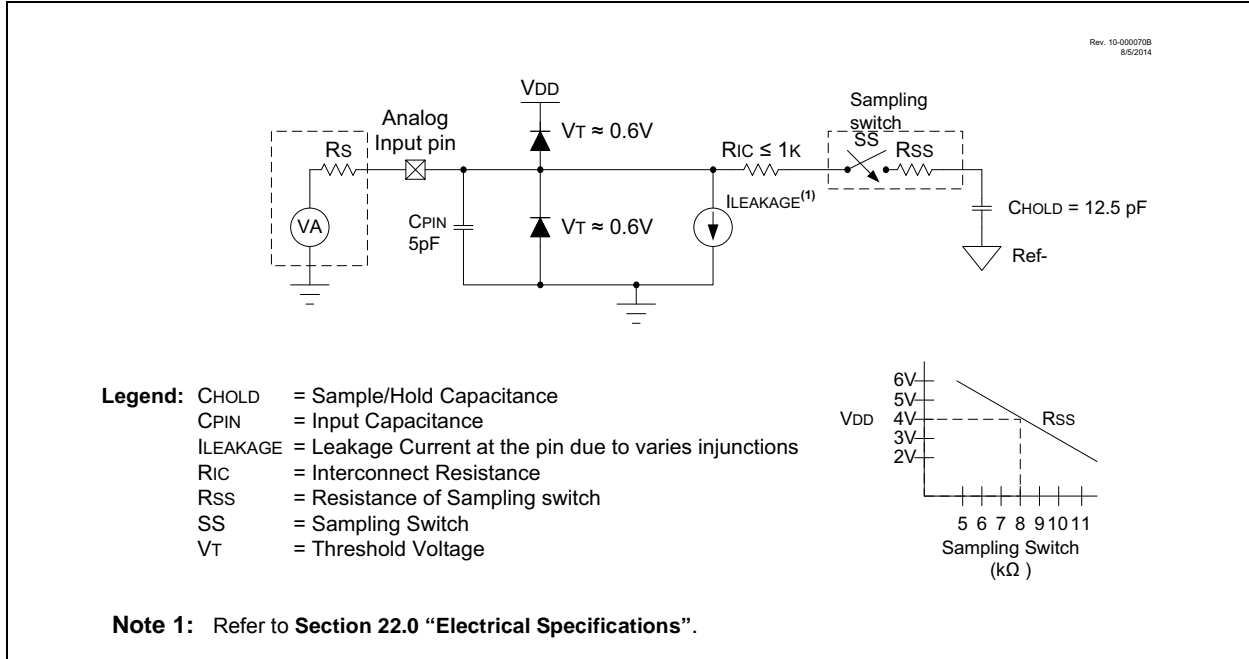 Rev. 10-000070B
8/5/2014
VDD
Analog
Input pin
VT ≈ 0.6V
Sampling
switch
SS
RSS
RS
RIC ≤ 1K
ILEAKAGE(1)
VA
CPIN
5pF
VT ≈ 0.6V
CHOLD = 12.5 pF
Ref-
Legend: CHOLD = Sample/Hold Capacitance
CPIN = Input Capacitance
ILEAKAGE = Leakage Current at the pin due to varies injunctions
RIC = Interconnect Resistance
RSS = Resistance of Sampling switch
SS = Sampling Switch
VT = Threshold Voltage
6V
5V
VDD 4V RSS
3V
2V
5 6 7 8 9 10 11
Sampling Switch
(kΩ )
Note 1: Refer to Section 22.0 “Electrical Specifications”.